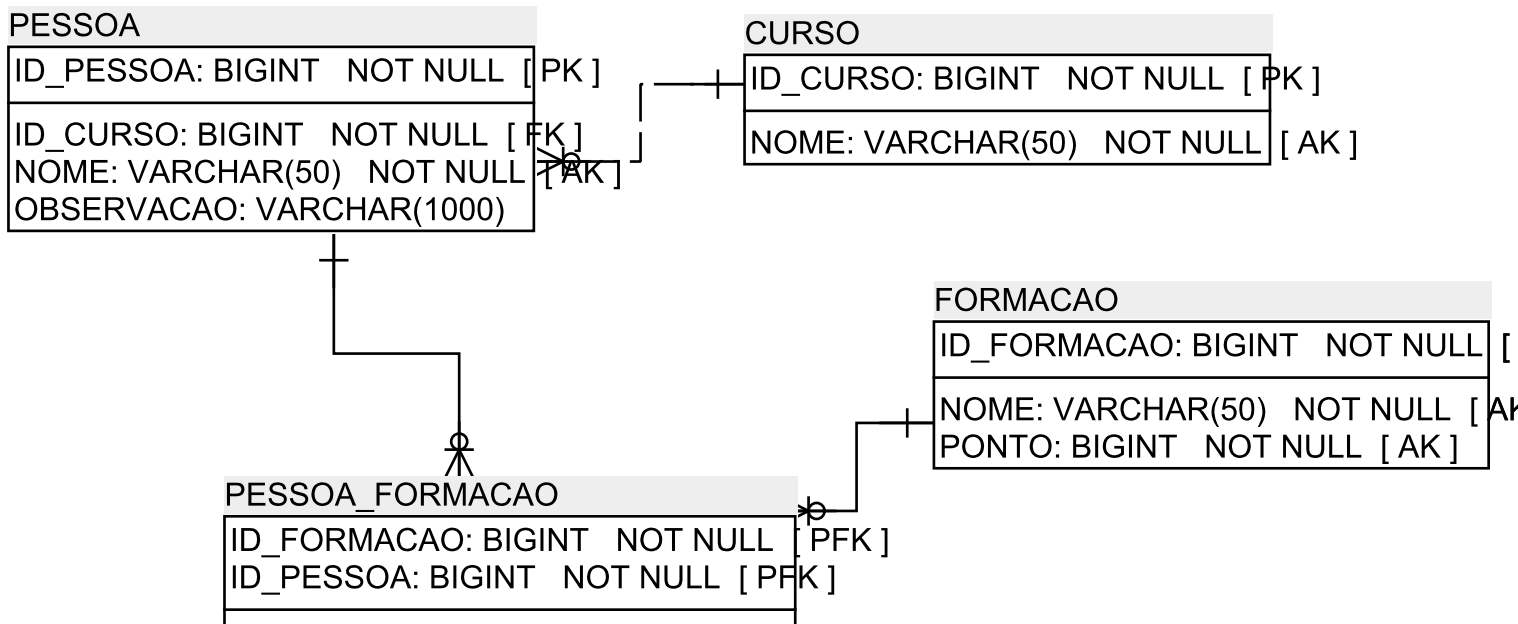 PESSOA
ID_PESSOA: BIGINT NOT NULL [ PK ]
ID_CURSO: BIGINT NOT NULL [ FK ]
NOME: VARCHAR(50) NOT NULL [ AK ]
OBSERVACAO: VARCHAR(1000)
CURSO
ID_CURSO: BIGINT NOT NULL [ PK ]
NOME: VARCHAR(50) NOT NULL [ AK ]
FORMACAO
ID_FORMACAO: BIGINT NOT NULL [
NOME: VARCHAR(50) NOT NULL [ AK
PONTO: BIGINT NOT NULL [ AK ]
PESSOA_FORMACAO
ID_FORMACAO: BIGINT NOT NULL [ PFK ]
ID_PESSOA: BIGINT NOT NULL [ PFK ]